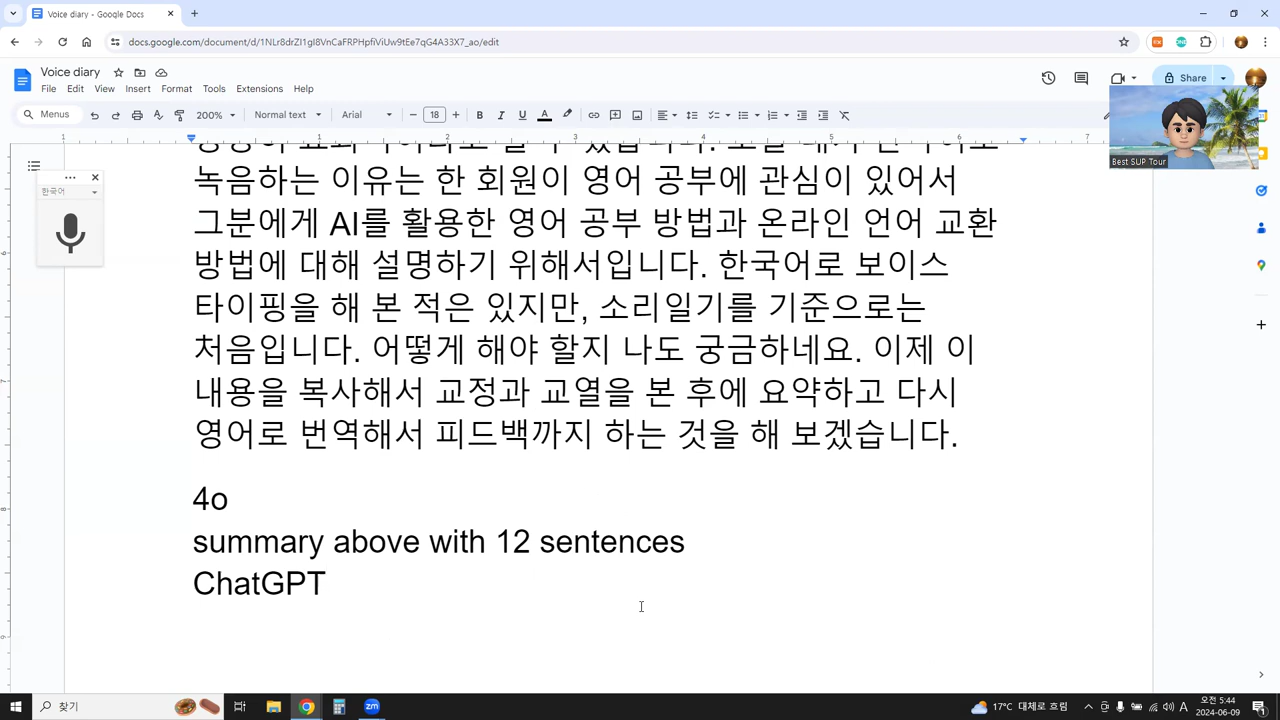 Voice diary - Google Docs
docs.google.com/document/d/1NLr8drZI1gI8VnCaFRPHpfiViUw9tEe7qG4A33X7_ao/edit
Voice diary
Share
File Edit View Insert Format Tools Extensions Help
Menus 200% Normal text Arial 18 B I U A
1 1 2 3 4 5 6 7
Best SUP Tour
한국어
녹음하는 이유는 한 회원이 영어 공부에 관심이 있어서
그분에게 AI를 활용한 영어 공부 방법과 온라인 언어 교환
방법에 대해 설명하기 위해서입니다. 한국어로 보이스
타이핑을 해 본 적은 있지만, 소리일기를 기준으로는
처음입니다. 어떻게 해야 할지 나도 궁금하네요. 이제 이
내용을 복사해서 교정과 교열을 본 후에 요약하고 다시
영어로 번역해서 피드백까지 하는 것을 해 보겠습니다.
4o
summary above with 12 sentences
ChatGPT
찾기
17°C 대체로 흐림
A
오전 5:44
2024-06-09